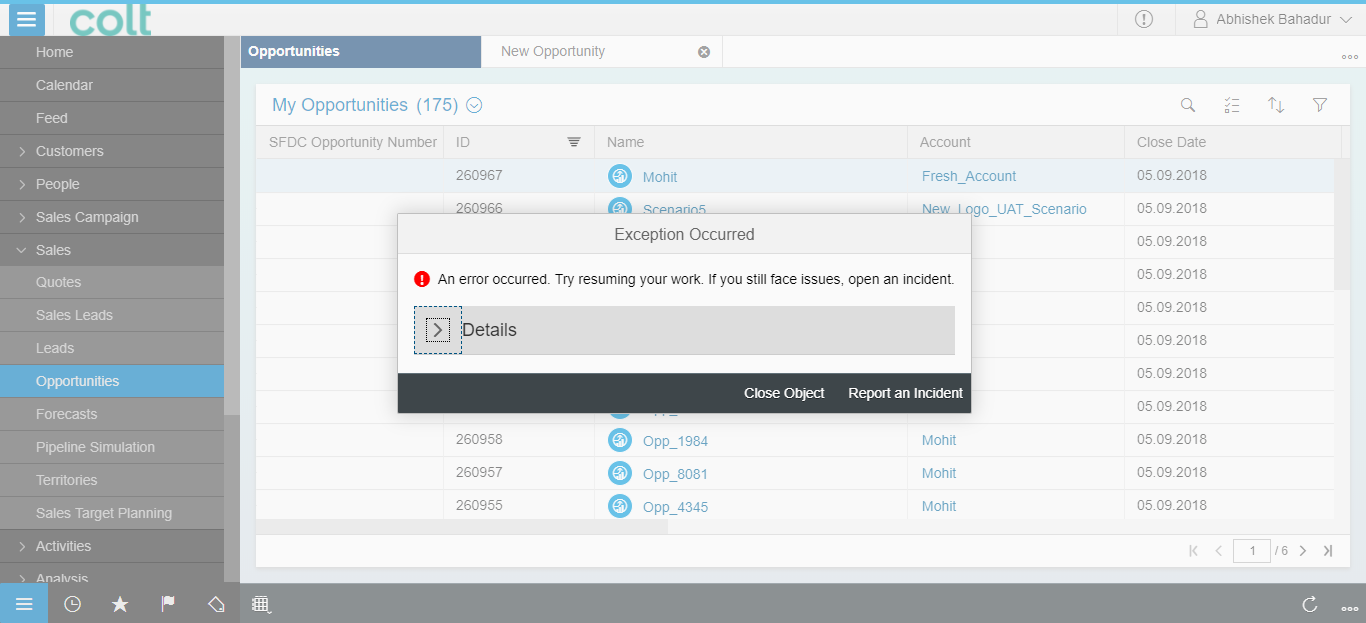 colt
Abhishek Bahadur
Home
Calendar
Feed
Customers
People
Sales Campaign
Sales
Quotes
Sales Leads
Leads
Opportunities
Forecasts
Pipeline Simulation
Territories
Sales Target Planning
Activities
Analysis
Opportunities New Opportunity
My Opportunities (175)
SFDC Opportunity Number ID Name Account Close Date
260967 Mohit Fresh_Account 05.09.2018
260966 Scenario5 New_Logo_UAT_Scenario 05.09.2018
05.09.2018
05.09.2018
05.09.2018
05.09.2018
05.09.2018
05.09.2018
260958 Opp_1984 Mohit 05.09.2018
260957 Opp_8081 Mohit 05.09.2018
260955 Opp_4345 Mohit 05.09.2018
1 / 6
Exception Occurred
An error occurred. Try resuming your work. If you still face issues, open an incident.
Details
Close Object Report an Incident